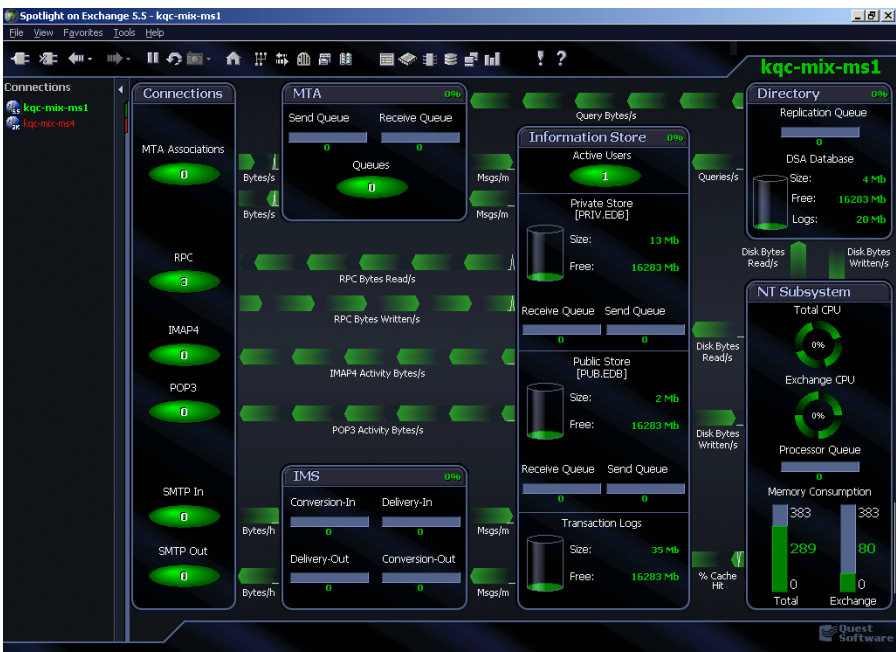 Spotlight on Exchange 5.5 - kqc-mix-ms1
File View Favorites Tools Help
kqc-mix-ms1
Connections
kqc-mix-ms1
kqc-mix-ms4
Connections
MTA Associations
0
RPC
3
IMAP4
0
POP3
0
SMTP In
0
SMTP Out
0
MTA 0%
Send Queue Receive Queue
0 0
Queues
0
Bytes/s
Bytes/s
Msgs/m
Msgs/m
Query Bytes/s
RPC Bytes Read/s
RPC Bytes Written/s
IMAP4 Activity Bytes/s
POP3 Activity Bytes/s
IMS 0%
Conversion-In Delivery-In
0 0
Delivery-Out Conversion-Out
0 0
Bytes/h
Bytes/h
Msgs/m
Msgs/m
Information Store 0%
Active Users
1
Private Store
[PRIV.EDB]
Size: 13 Mb
Free: 16283 Mb
Receive Queue Send Queue
0 0
Public Store
[PUB.EDB]
Size: 2 Mb
Free: 16283 Mb
Receive Queue Send Queue
0 0
Transaction Logs
Size: 35 Mb
Free: 16283 Mb
Queries/s
Disk Bytes
Read/s
Disk Bytes
Written/s
% Cache
Hit
Directory 0%
Replication Queue
0
DSA Database
Size: 4 Mb
Free: 16283 Mb
Logs: 20 Mb
Disk Bytes
Read/s
Disk Bytes
Written/s
NT Subsystem
Total CPU
0%
Exchange CPU
0%
Processor Queue
0
Memory Consumption
383 383
289 80
0 0
Total Exchange
Quest
Software